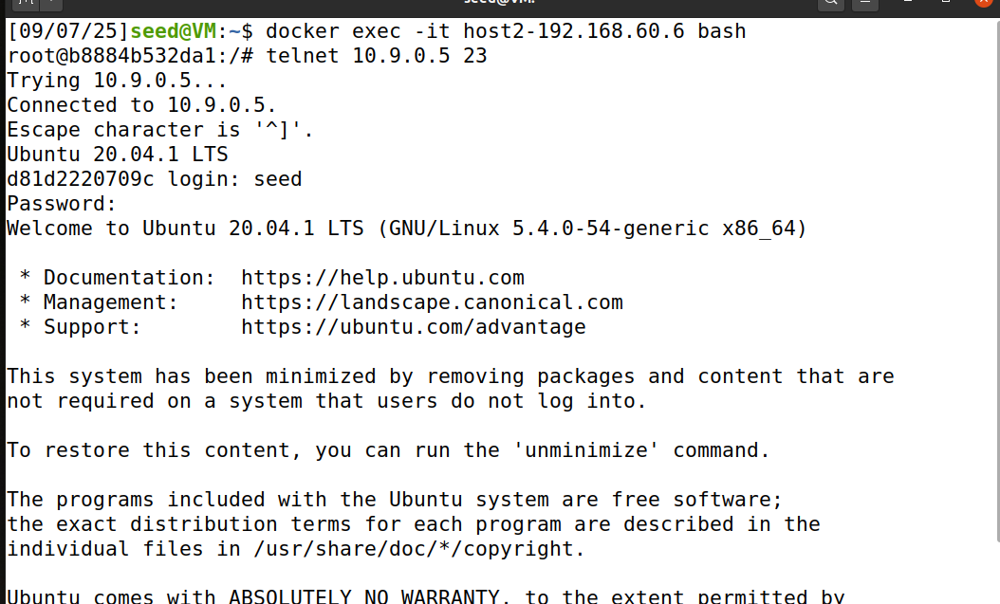 [09/07/25]seed@VM:~$ docker exec -it host2-192.168.60.6 bash
root@b8884b532da1:/# telnet 10.9.0.5 23
Trying 10.9.0.5...
Connected to 10.9.0.5.
Escape character is '^]'.
Ubuntu 20.04.1 LTS
d81d2220709c login: seed
Password:
Welcome to Ubuntu 20.04.1 LTS (GNU/Linux 5.4.0-54-generic x86_64)
* Documentation:  https://help.ubuntu.com
* Management:     https://landscape.canonical.com
* Support:        https://ubuntu.com/advantage
This system has been minimized by removing packages and content that are
not required on a system that users do not log into.
To restore this content, you can run the 'unminimize' command.
The programs included with the Ubuntu system are free software;
the exact distribution terms for each program are described in the
individual files in /usr/share/doc/*/copyright.
Ubuntu comes with ABSOLUTELY NO WARRANTY, to the extent permitted by